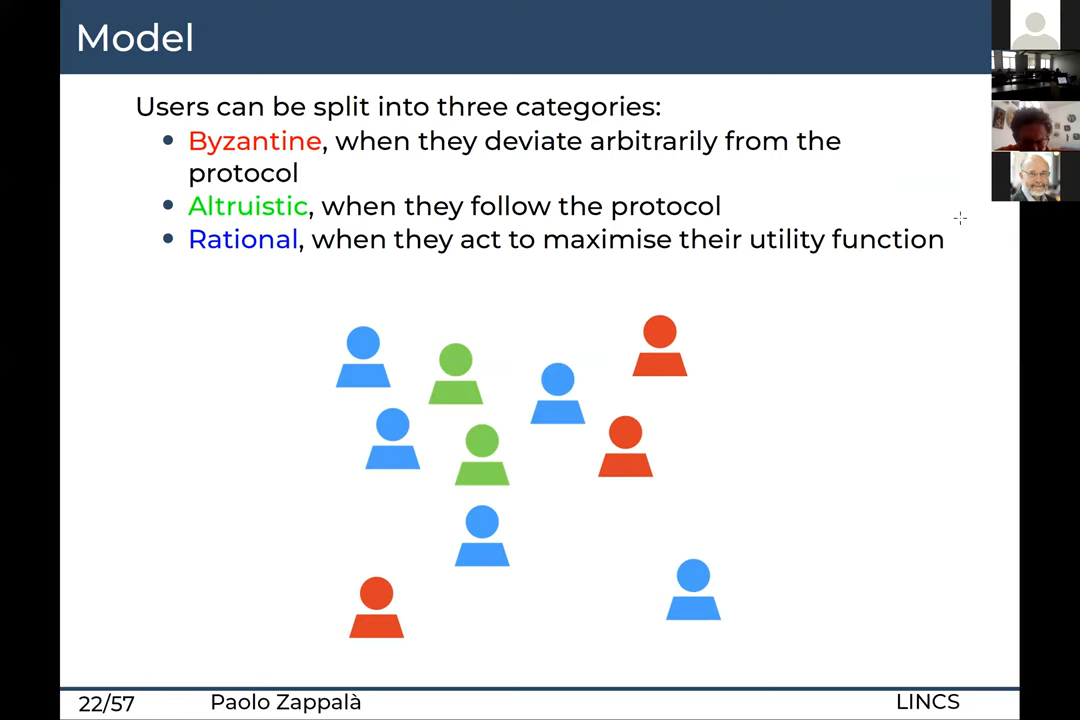 Model
Users can be split into three categories:
• Byzantine, when they deviate arbitrarily from the
protocol
• Altruistic, when they follow the protocol
• Rational, when they act to maximise their utility function
22/57 Paolo Zappalà LINCS